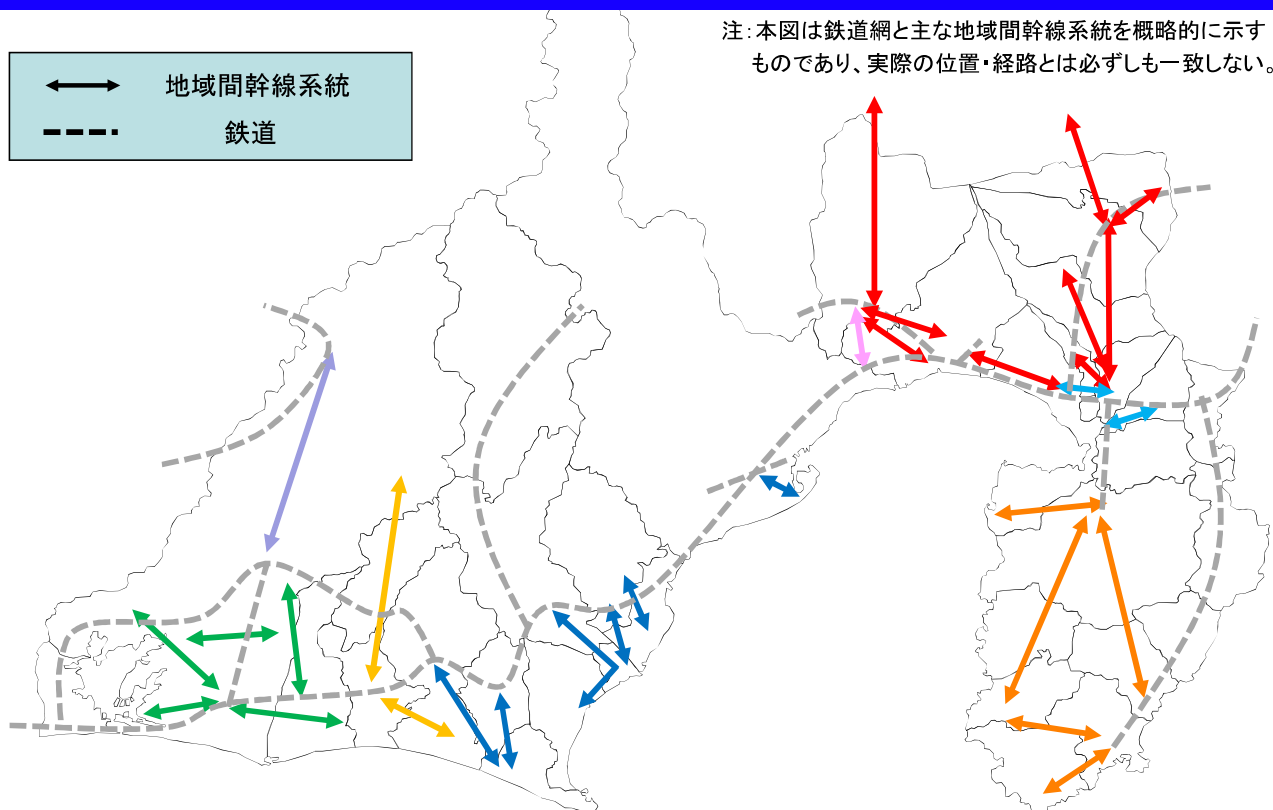 注：本図は鉄道網と主な地域間幹線系統を概略的に示す
ものであり、実際の位置・経路とは必ずしも一致しない。
地域間幹線系統
鉄道